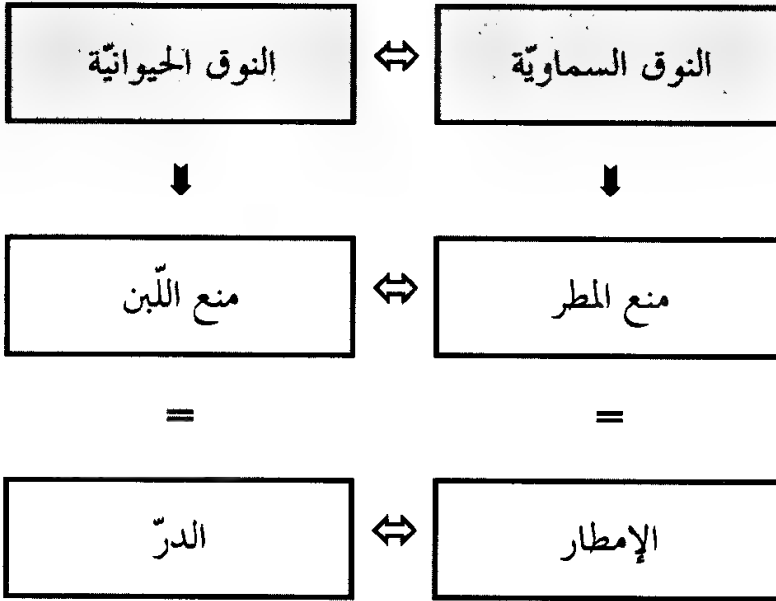 النوق السماويّة ⇔ النوق الحيوانيّة
منع المطر ⇔ منع اللّبن
= =
الإمطار ⇔ الدرّ